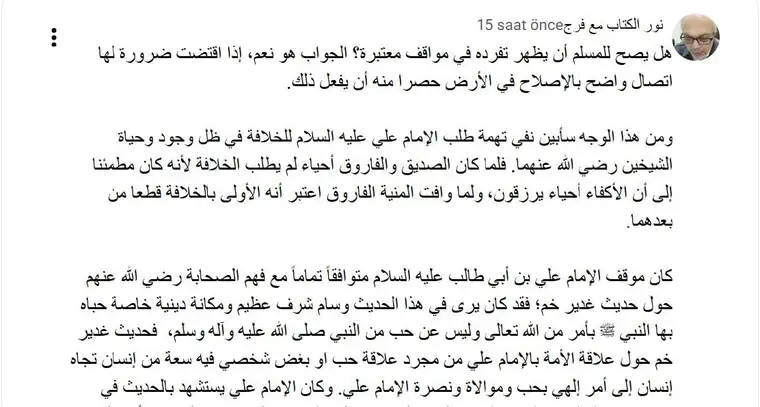 نور الكتاب مع فرج 15 saat önce
هل يصح للمسلم أن يظهر تفرده في مواقف معتبرة؟ الجواب هو نعم، إذا اقتضت ضرورة لها
اتصال واضح بالإصلاح في الأرض حصرا منه أن يفعل ذلك.
ومن هذا الوجه سأبين نفي تهمة طلب الإمام علي عليه السلام للخلافة في ظل وجود وحياة
الشيخين رضي الله عنهما. فلما كان الصديق والفاروق أحياء لم يطلب الخلافة لأنه كان مطمئنا
إلى أن الأكفاء أحياء يرزقون، ولما وافت المنية الفاروق اعتبر أنه الأولى بالخلافة قطعا من
بعدهما.
كان موقف الإمام علي بن أبي طالب عليه السلام متوافقاً تماماً مع فهم الصحابة رضي الله عنهم
حول حديث غدير خم؛ فقد كان يرى في هذا الحديث وسام شرف عظيم ومكانة دينية خاصة حباه
بها النبي ﷺ بأمر من الله تعالى وليس عن حب من النبي صلى الله عليه وآله وسلم، فحديث غدير
خم حول علاقة الأمة بالإمام علي من مجرد علاقة حب او بغض شخصي فيه سعة من إنسان تجاه
إنسان إلى أمر إلهي بحب وموالاة ونصرة الإمام علي. وكان الإمام علي يستشهد بالحديث في